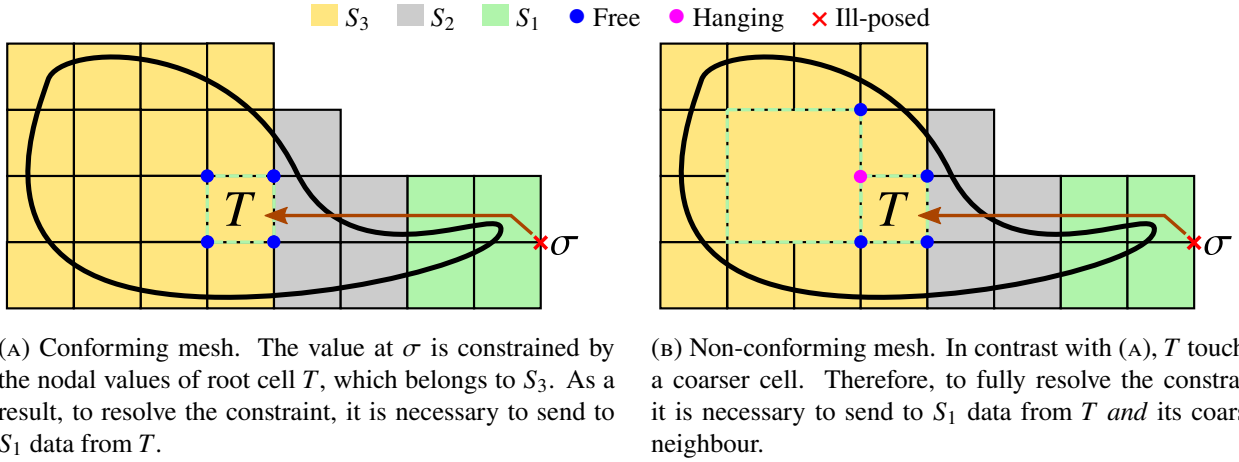 S3 S2 S1 Free Hanging Ill-posed
T σ
T σ
(A) Conforming mesh. The value at σ is constrained by
the nodal values of root cell T, which belongs to S3. As a
result, to resolve the constraint, it is necessary to send to
S1 data from T.
(B) Non-conforming mesh. In contrast with (A), T touch
a coarser cell. Therefore, to fully resolve the constra
it is necessary to send to S1 data from T and its coars
neighbour.